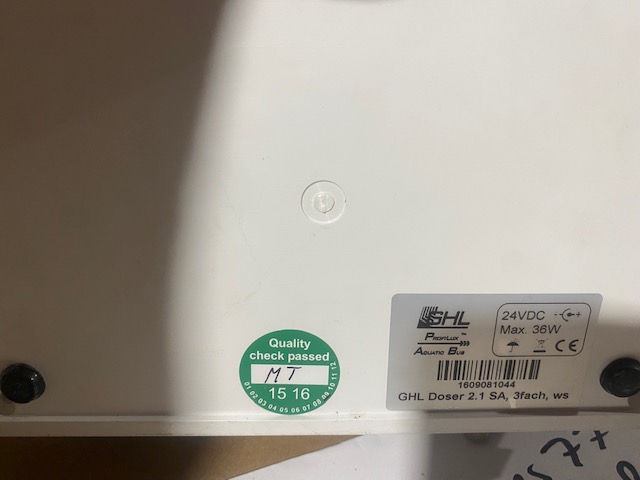 Quality
check passed
MT
15 16
01 02 03 04 05 06 07 08 09 10 11 12
GHL
PROFILUX™
AQUATIC BUS
24VDC - +
Max. 36W
CE
1609081044
GHL Doser 2.1 SA, 3fach, ws